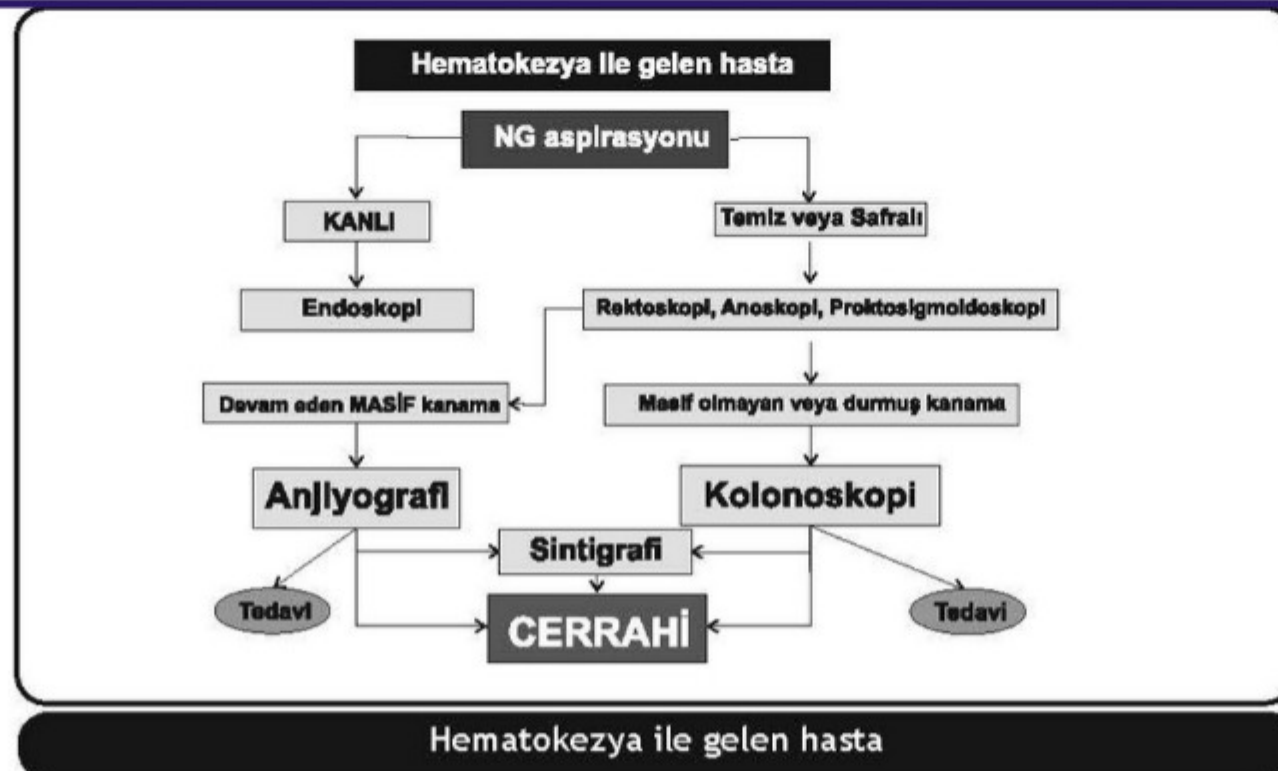 Hematokezya ile gelen hasta
NG aspirasyonu
KANLI
Temiz veya Safralı
Endoskopi
Rektoskopi, Anoskopi, Proktosigmoidoskopi
Devam eden MASİF kanama
Masif olmayan veya durmuş kanama
Anjiyografi
Kolonoskopi
Sintigrafi
Tedavi
CERRAHİ
Tedavi
Hematokezya ile gelen hasta